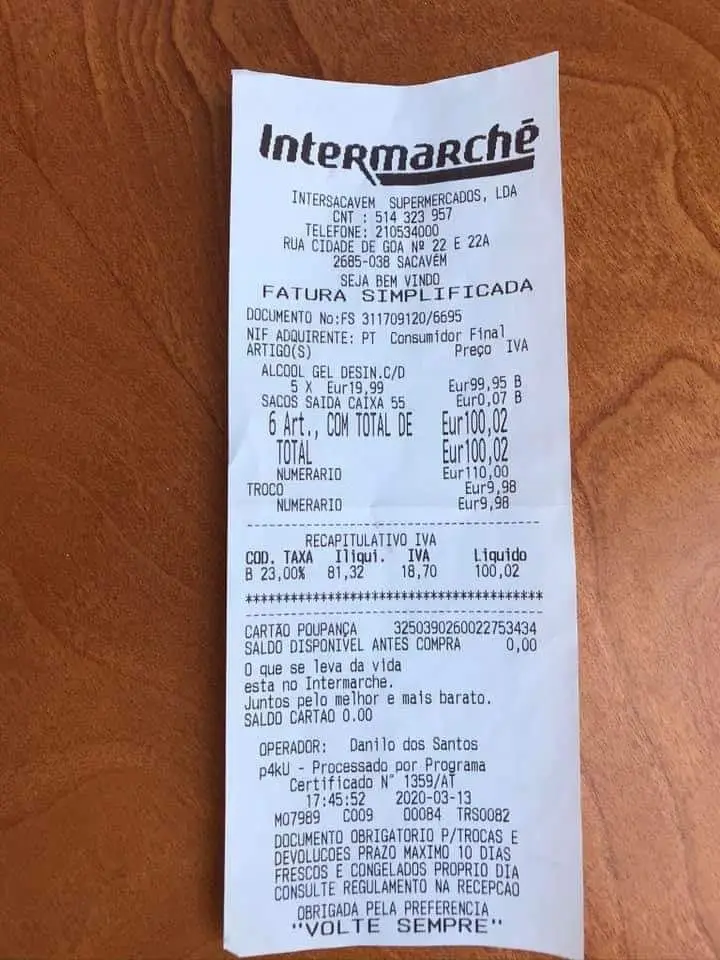 Intermarchē
INTERSACAVEM SUPERMERCADOS, LDA
CNT : 514 323 957
TELEFONE: 210534000
RUA CIDADE DE GOA Nº 22 E 22A
2685-038 SACAVÉM
SEJA BEM VINDO
FATURA SIMPLIFICADA
DOCUMENTO No:FS 311709120/6695
NIF ADQUIRENTE: PT Consumidor Final
ARTIGO(S) Preço IVA
ALCOOL GEL DESIN.C/D
5 X Eur19,99 Eur99,95 B
SACOS SAIDA CAIXA 55 Eur0,07 B
6 Art., COM TOTAL DE Eur100,02
TOTAL Eur100,02
NUMERARIO Eur110,00
TROCO Eur9,98
NUMERARIO Eur9,98
RECAPITULATIVO IVA
COD. TAXA Iliqui. IVA Liquido
B 23,00% 81,32 18,70 100,02
******************************************
CARTÃO POUPANÇA 3250390260022753434
SALDO DISPONIVEL ANTES COMPRA 0,00
O que se leva da vida
esta no Intermarche.
Juntos pelo melhor e mais barato.
SALDO CARTAO 0.00
OPERADOR: Danilo dos Santos
p4kU - Processado por Programa
Certificado N° 1359/AT
17:45:52 2020-03-13
MO7989 C009 00084 TRS0082
DOCUMENTO OBRIGATORIO P/TROCAS E
DEVOLUCOES PRAZO MAXIMO 10 DIAS
FRESCOS E CONGELADOS PROPRIO DIA
CONSULTE REGULAMENTO NA RECEPCAO
OBRIGADA PELA PREFERENCIA
"VOLTE SEMPRE"